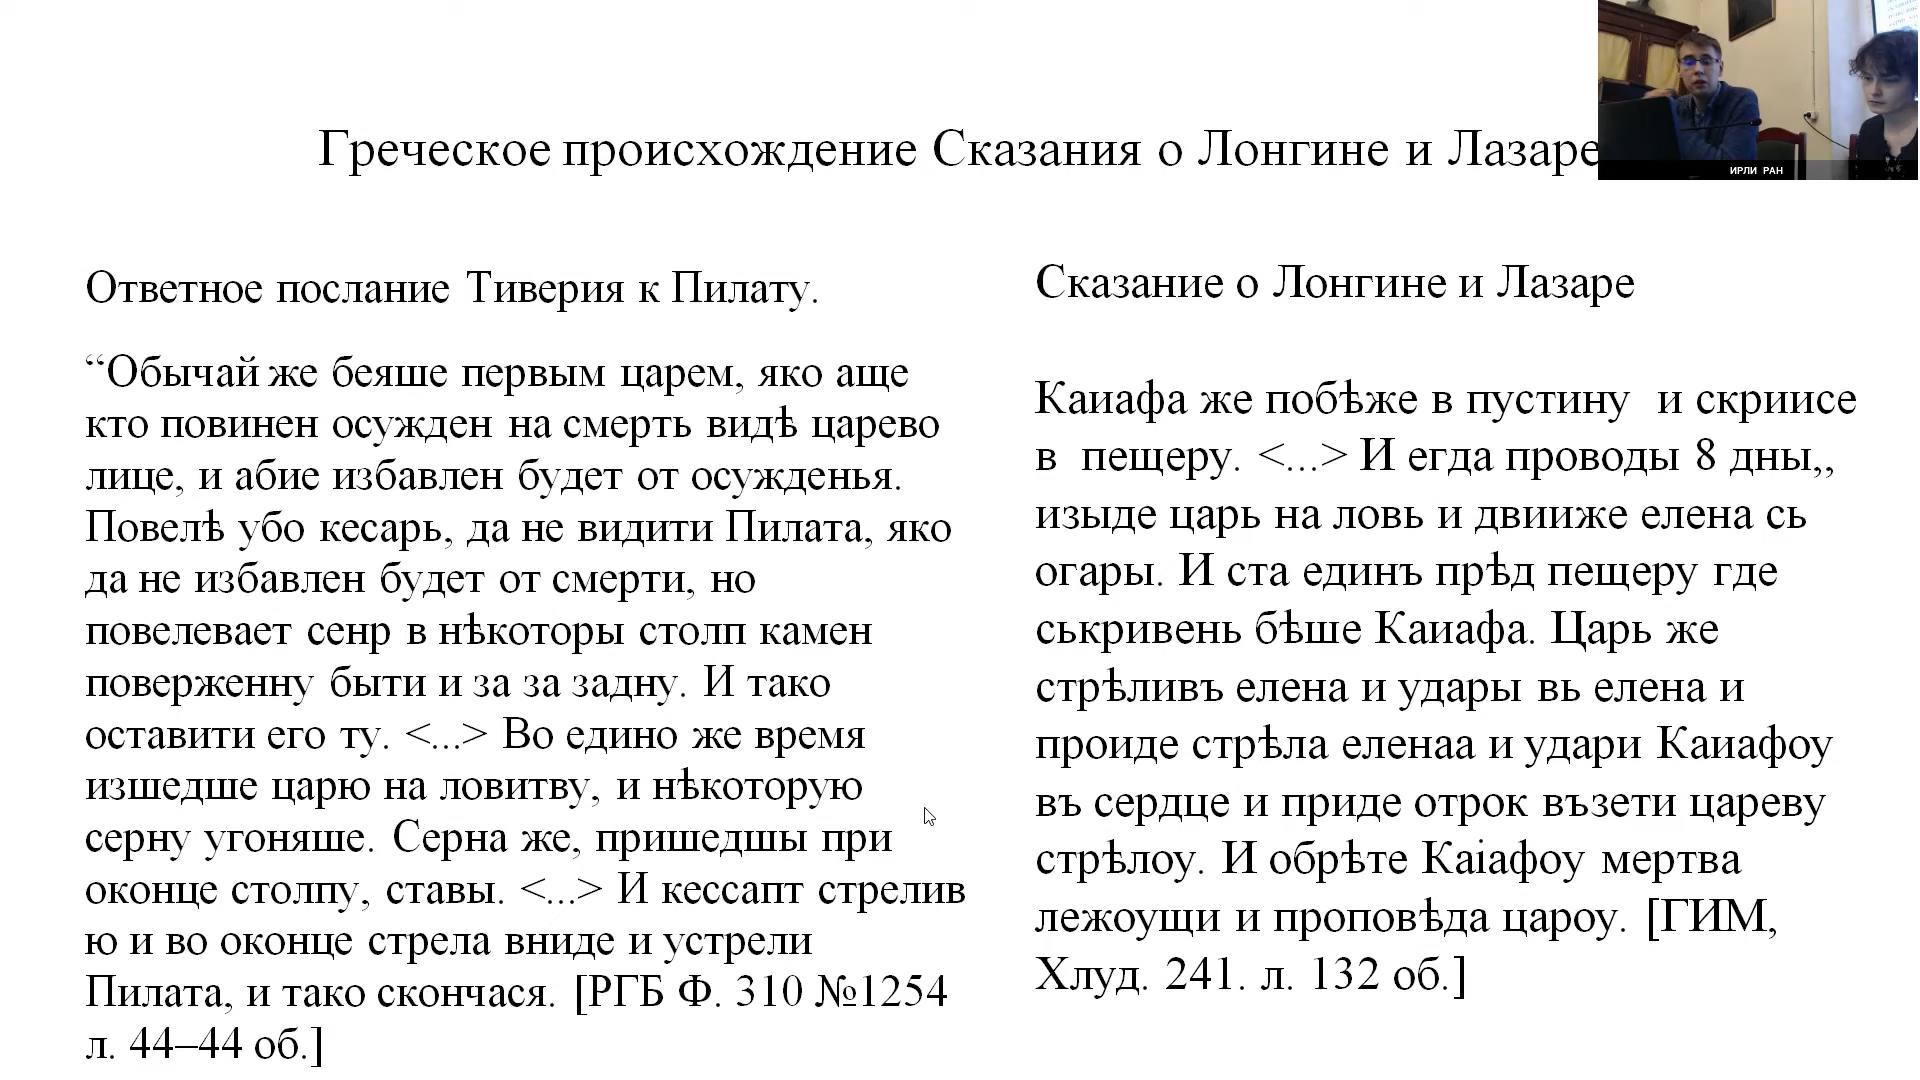 Греческое происхождение Сказания о Лонгине и Лазаре
ИРЛИ РАН
Ответное послание Тиверия к Пилату.
“Обычай же беяше первым царем, яко аще
кто повинен осужден на смерть видѣ царево
лице, и абие избавлен будет от осужденья.
Повелѣ убо кесарь, да не видити Пилата, яко
да не избавлен будет от смерти, но
повелевает сенр в нѣкоторы столп камен
поверженну быти и за за задну. И тако
оставити его ту. <...> Во едино же время
изшедше царю на ловитву, и нѣкоторую
серну угоняше. Серна же, пришедшы при
оконце столпу, ставы. <...> И кессапт стрелив
ю и во оконце стрела вниде и устрели
Пилата, и тако скончася. [РГБ Ф. 310 №1254
л. 44–44 об.]
Сказание о Лонгине и Лазаре
Каиафа же побѣже в пустину и скриисе
в пещеру. <...> И егда проводы 8 дны,,
изыде царь на ловь и двииже елена сь
огары. И ста единъ прѣд пещеру где
ськривень бѣше Каиафа. Царь же
стрѣливъ елена и удары вь елена и
проиде стрѣла еленаа и удари Каиафоу
въ сердце и приде отрок възети цареву
стрѣлоу. И обрѣте Каіафоу мертва
лежоущи и проповѣда цароу. [ГИМ,
Хлуд. 241. л. 132 об.]